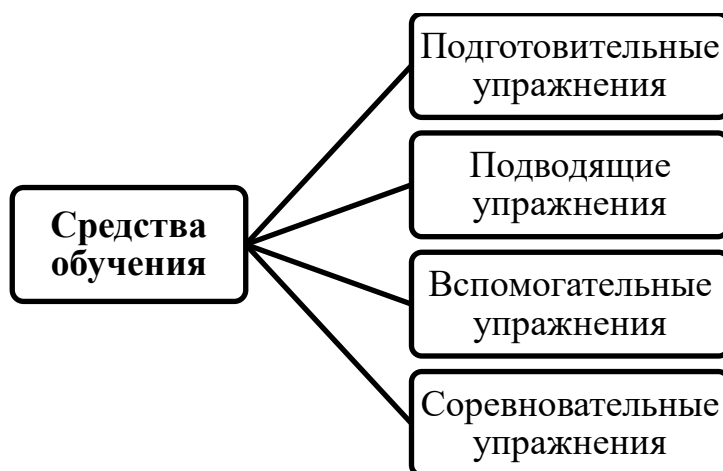 Средства
обучения
Подготовительные
упражнения
Подводящие
упражнения
Вспомогательные
упражнения
Соревновательные
упражнения